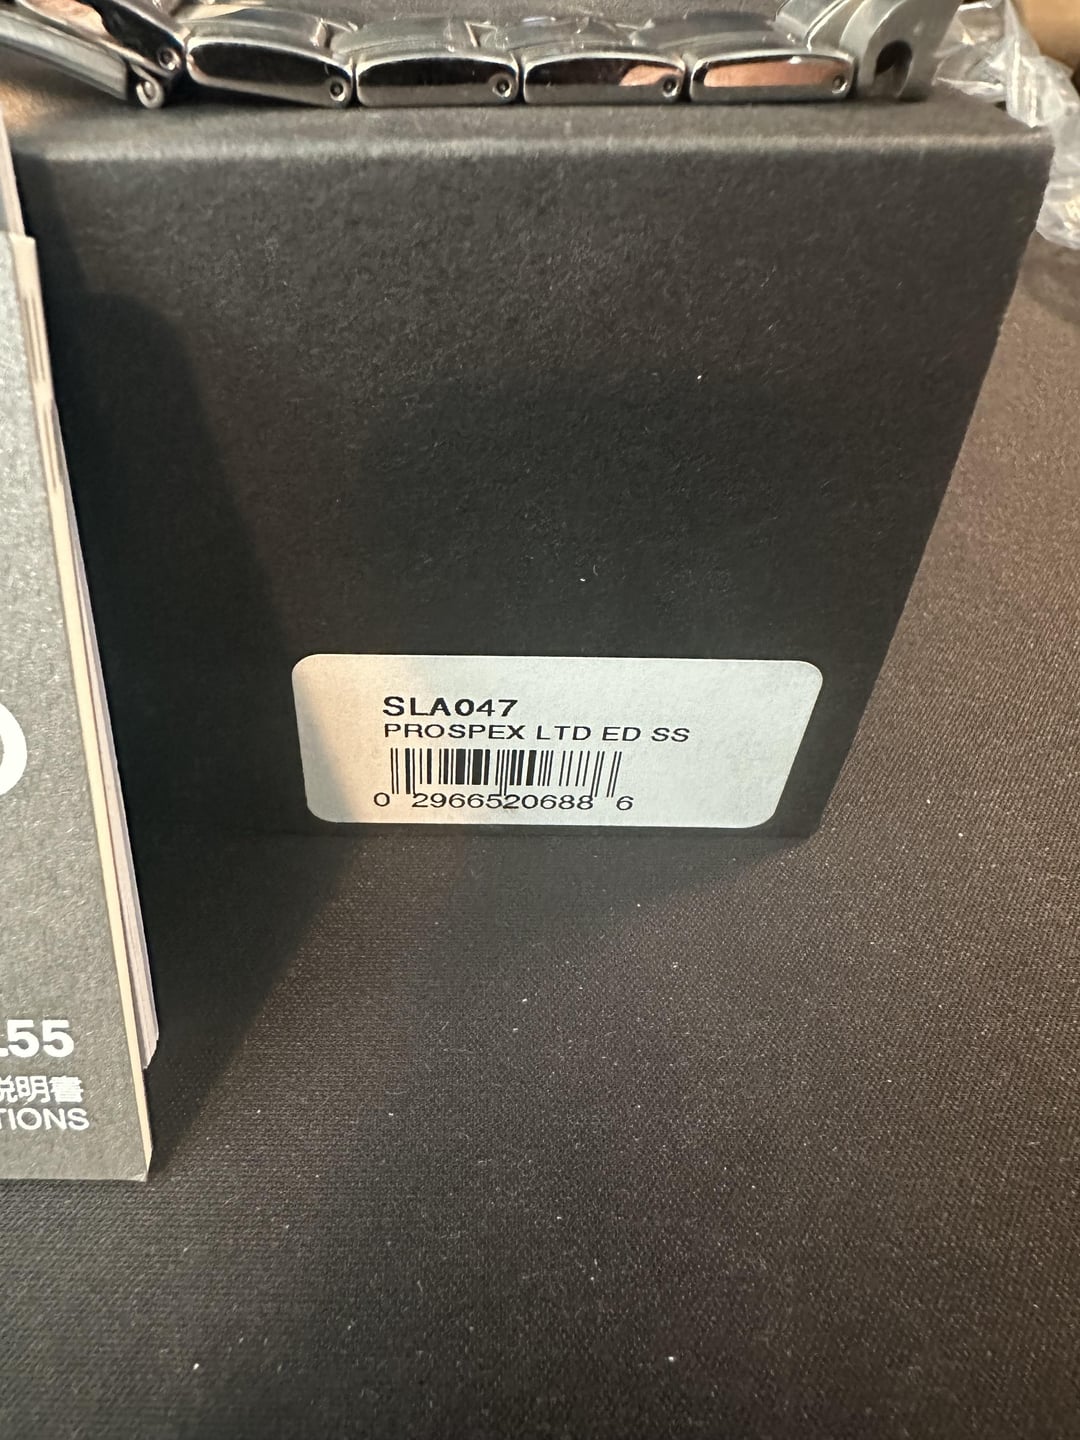 SLA047
PROSPEX LTD ED SS
0 2966520688 6
L55
説明書
TIONS